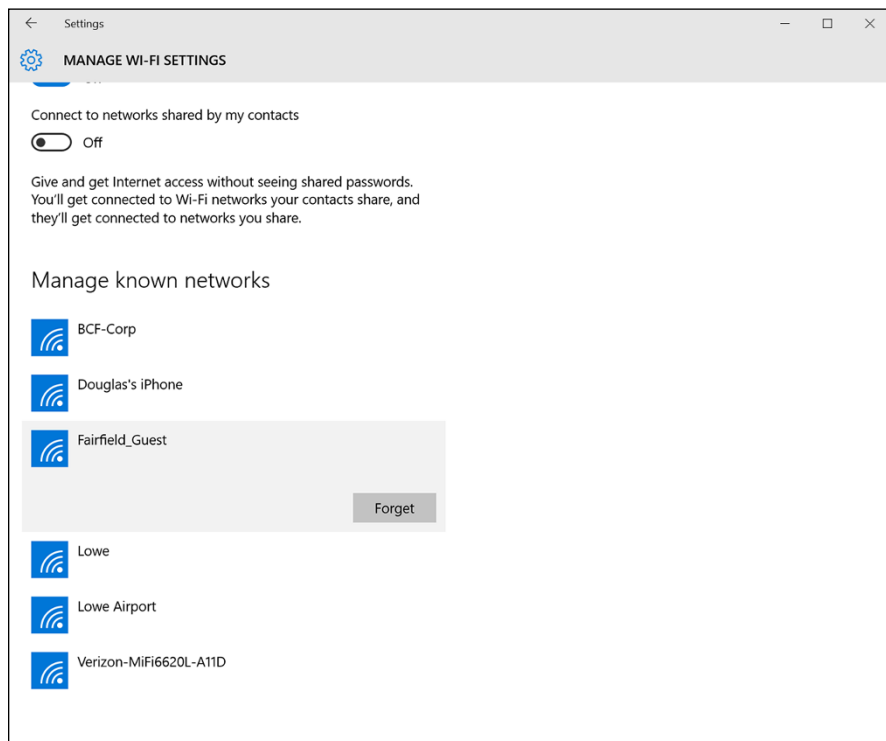 Settings
MANAGE WI-FI SETTINGS
Connect to networks shared by my contacts
Off
Give and get Internet access without seeing shared passwords.
You'll get connected to Wi-Fi networks your contacts share, and
they'll get connected to networks you share.
Manage known networks
BCF-Corp
Douglas's iPhone
Fairfield_Guest
Forget
Lowe
Lowe Airport
Verizon-MiFi6620L-A11D